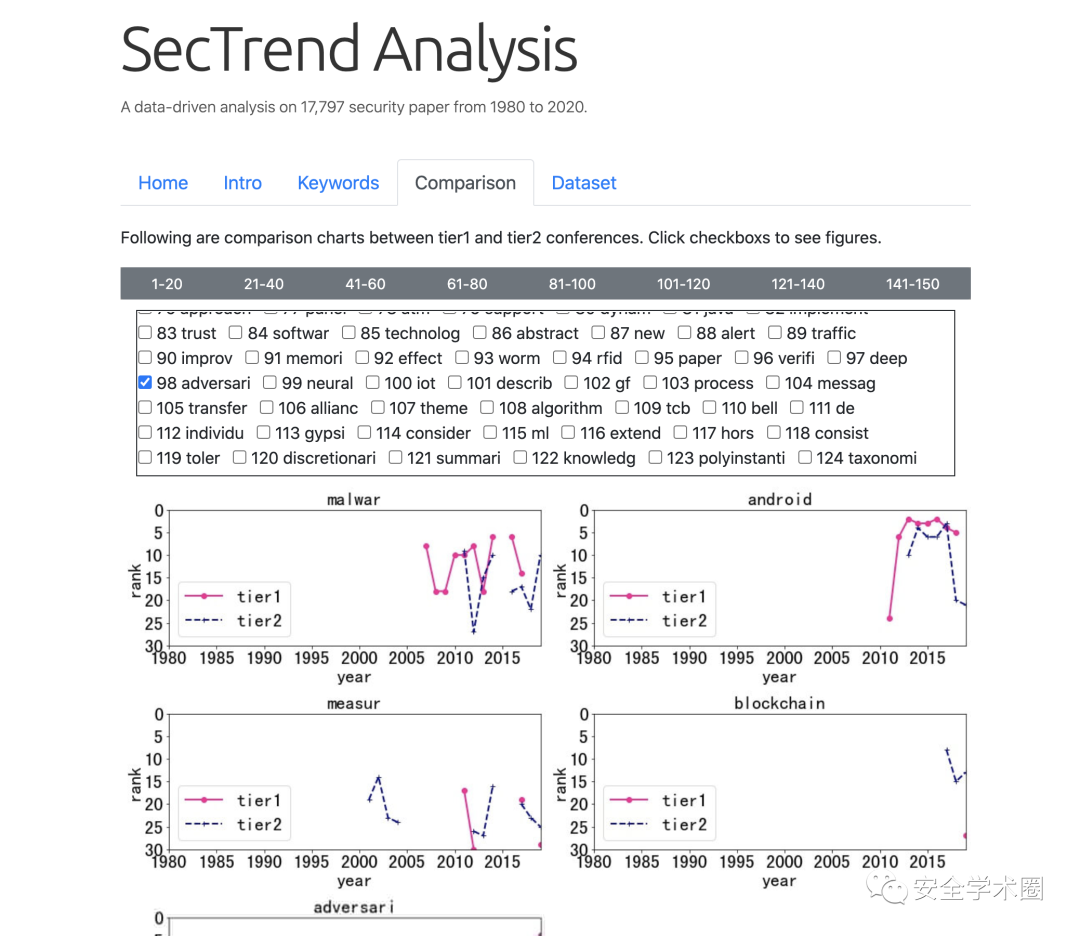 SecTrend Analysis
A data-driven analysis on 17,797 security paper from 1980 to 2020.
Home Intro Keywords Comparison Dataset
Following are comparison charts between tier1 and tier2 conferences. Click checkboxs to see figures.
1-20 21-40 41-60 61-80 81-100 101-120 121-140 141-150
83 trust 84 softwar 85 technolog 86 abstract 87 new 88 alert 89 traffic
90 improv 91 memori 92 effect 93 worm 94 rfid 95 paper 96 verifi 97 deep
98 adversari 99 neural 100 iot 101 describ 102 gf 103 process 104 messag
105 transfer 106 allianc 107 theme 108 algorithm 109 tcb 110 bell 111 de
112 individu 113 gypsi 114 consider 115 ml 116 extend 117 hors 118 consist
119 toler 120 discretionari 121 summari 122 knowledg 123 polyinstanti 124 taxonomi
malwar
0
5
10
15
20
25
30
rank
tier1
tier2
1980 1985 1990 1995 2000 2005 2010 2015
year
android
0
5
10
15
20
25
30
rank
tier1
tier2
1980 1985 1990 1995 2000 2005 2010 2015
year
measur
0
5
10
15
20
25
30
rank
tier1
tier2
1980 1985 1990 1995 2000 2005 2010 2015
year
blockchain
0
5
10
15
20
25
30
rank
tier1
tier2
1980 1985 1990 1995 2000 2005 2010 2015
year
安全学术圈
adversari
0